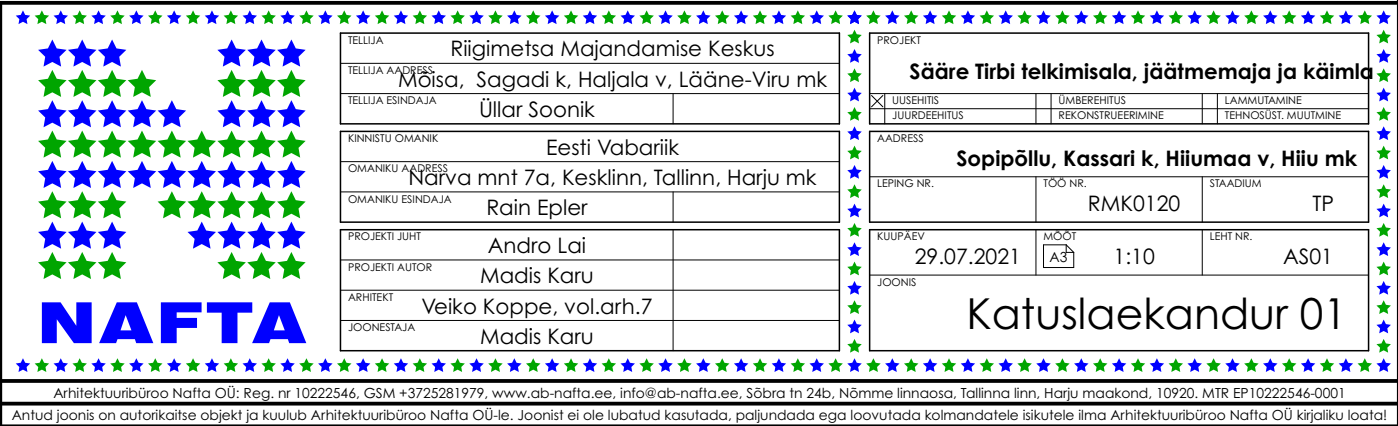 NAFTA
TELLIJA
Riigimetsa Majandamise Keskus
TELLIJA AADRESS
Mõisa, Sagadi k, Haljala v, Lääne-Viru mk
TELLIJA ESINDAJA
Üllar Soonik
KINNISTU OMANIK
Eesti Vabariik
OMANIKU AADRESS
Narva mnt 7a, Kesklinn, Tallinn, Harju mk
OMANIKU ESINDAJA
Rain Epler
PROJEKTI JUHT
Andro Lai
PROJEKTI AUTOR
Madis Karu
ARHITEKT
Veiko Koppe, vol.arh.7
JOONESTAJA
Madis Karu
PROJEKT
Sääre Tirbi telkimisala, jäätmemaja ja käimla
UUSEHITIS ÜMBEREHITUS LAMMUTAMINE
JUURDEEHITUS REKONSTRUEERIMINE TEHNOSÜST. MUUTMINE
AADRESS
Sopipõllu, Kassari k, Hiiumaa v, Hiiu mk
LEPING NR. TÖÖ NR. STAADIUM
RMK0120 TP
KUUPÄEV MÕÕT LEHT NR.
29.07.2021 A3 1:10 AS01
JOONIS
Katuslaekandur 01
Arhitektuuribüroo Nafta OÜ: Reg. nr 10222546, GSM +3725281979, www.ab-nafta.ee, info@ab-nafta.ee, Sõbra tn 24b, Nõmme linnaosa, Tallinna linn, Harju maakond, 10920. MTR EP10222546-0001
Antud joonis on autorikaitse objekt ja kuulub Arhitektuuribüroo Nafta OÜ-le. Joonist ei ole lubatud kasutada, paljundada ega loovutada kolmandatele isikutele ilma Arhitektuuribüroo Nafta OÜ kirjaliku loata!